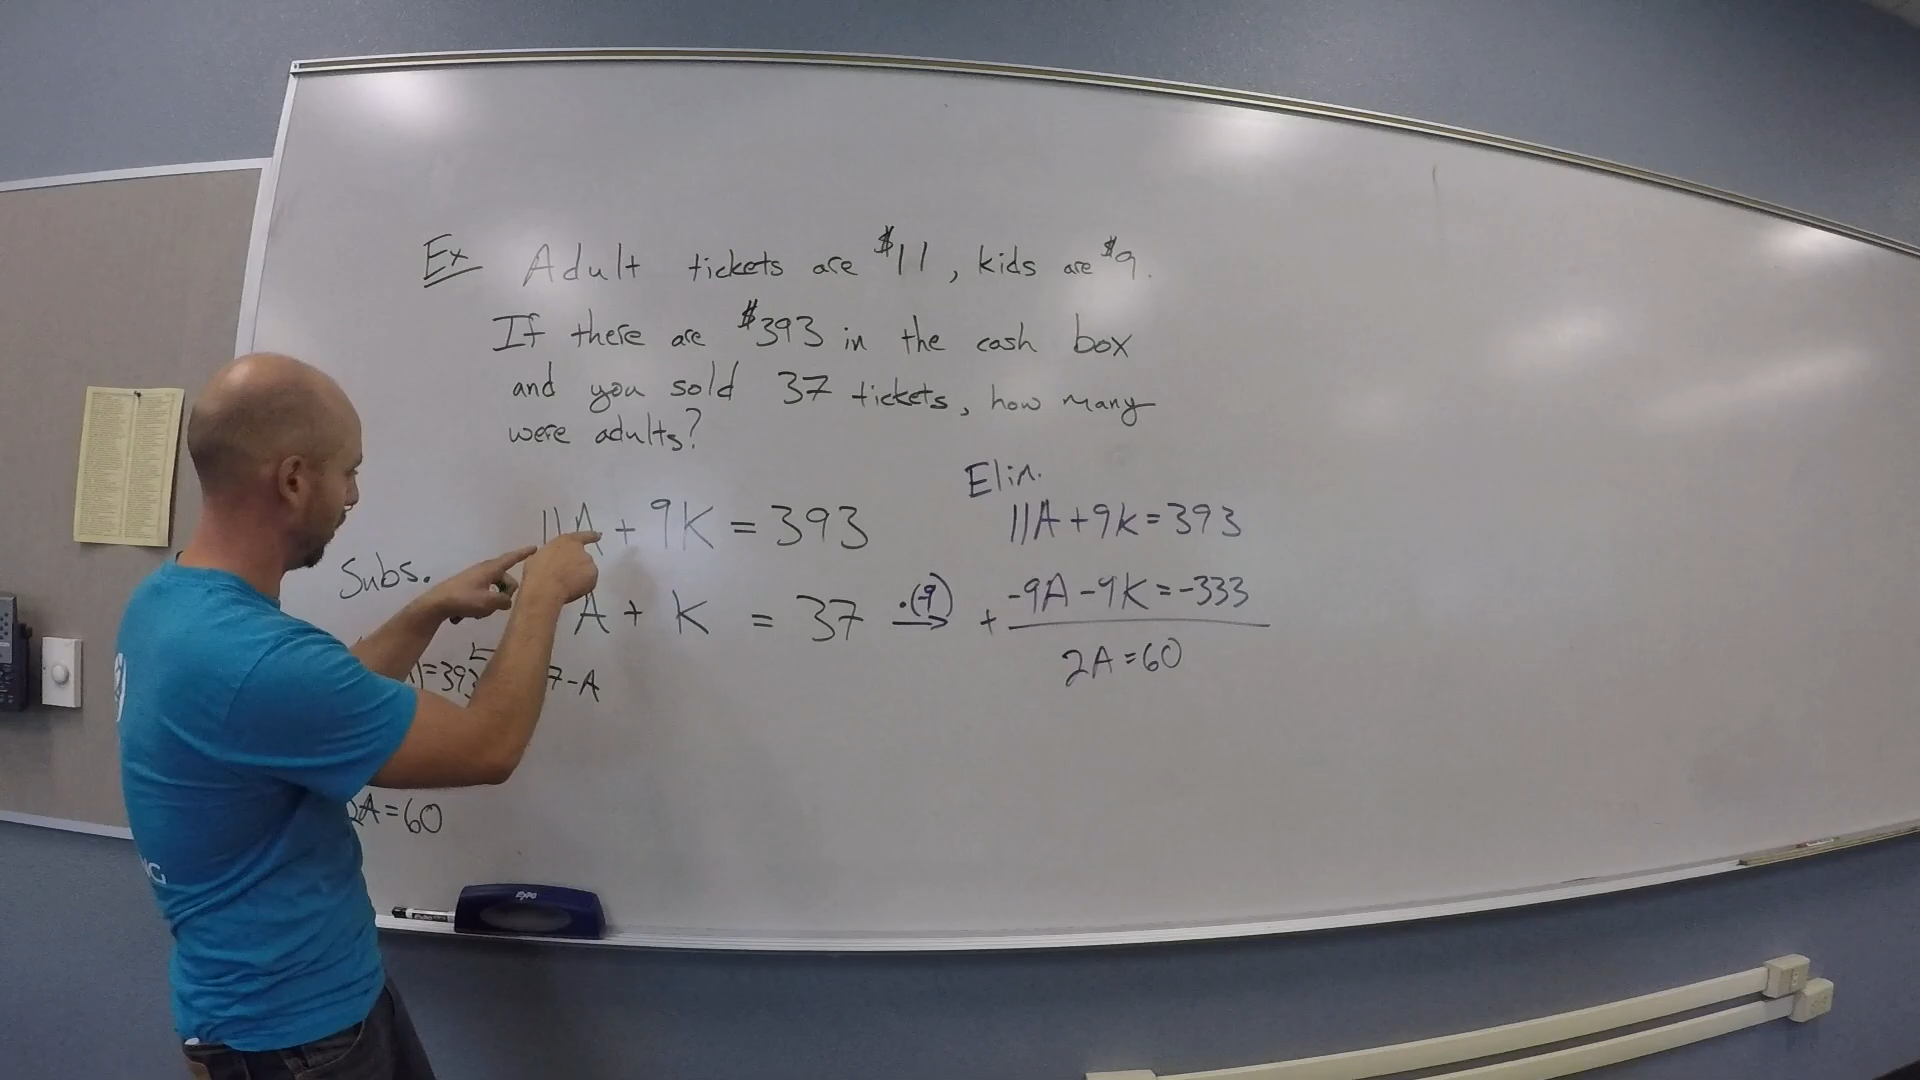 Ex Adult tickets are $11, kids are $9.
If there are $393 in the cash box
and you sold 37 tickets, how many
were adults?
11A + 9K = 393
A + K = 37 ·(-9)
Subs.
=393
7-A
2A=60
Elim.
11A+9K=393
+ -9A-9K=-333
2A=60
EXPO